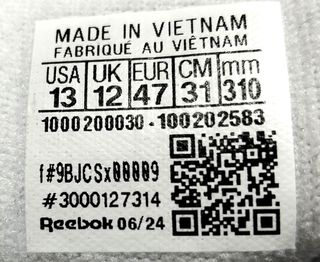 MADE IN VIETNAM
FABRIQUÉ AU VIÊTNAM
USA UK EUR CM mm
13 12 47 31 310
1000200030-100202583
f#9BJCSx00009
#3000127314
Reebok 06/24